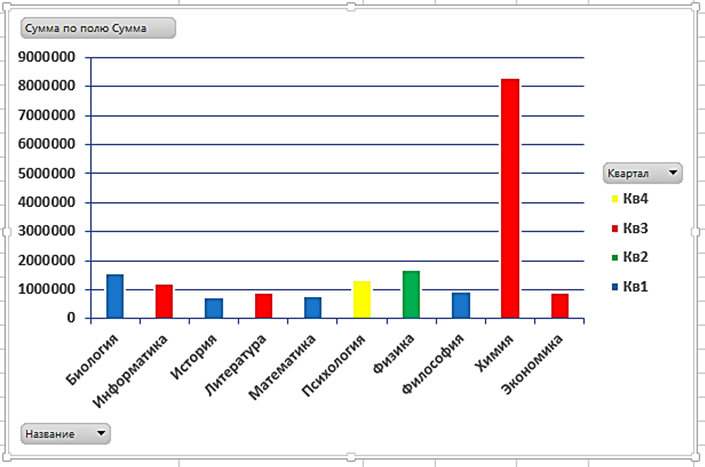 Сумма по полю Сумма
9000000
8000000
7000000
6000000
5000000
4000000
3000000
2000000
1000000
0
Биология
Информатика
История
Литература
Математика
Психология
Физика
Философия
Химия
Экономика
Квартал
Кв4
Кв3
Кв2
Кв1
Название